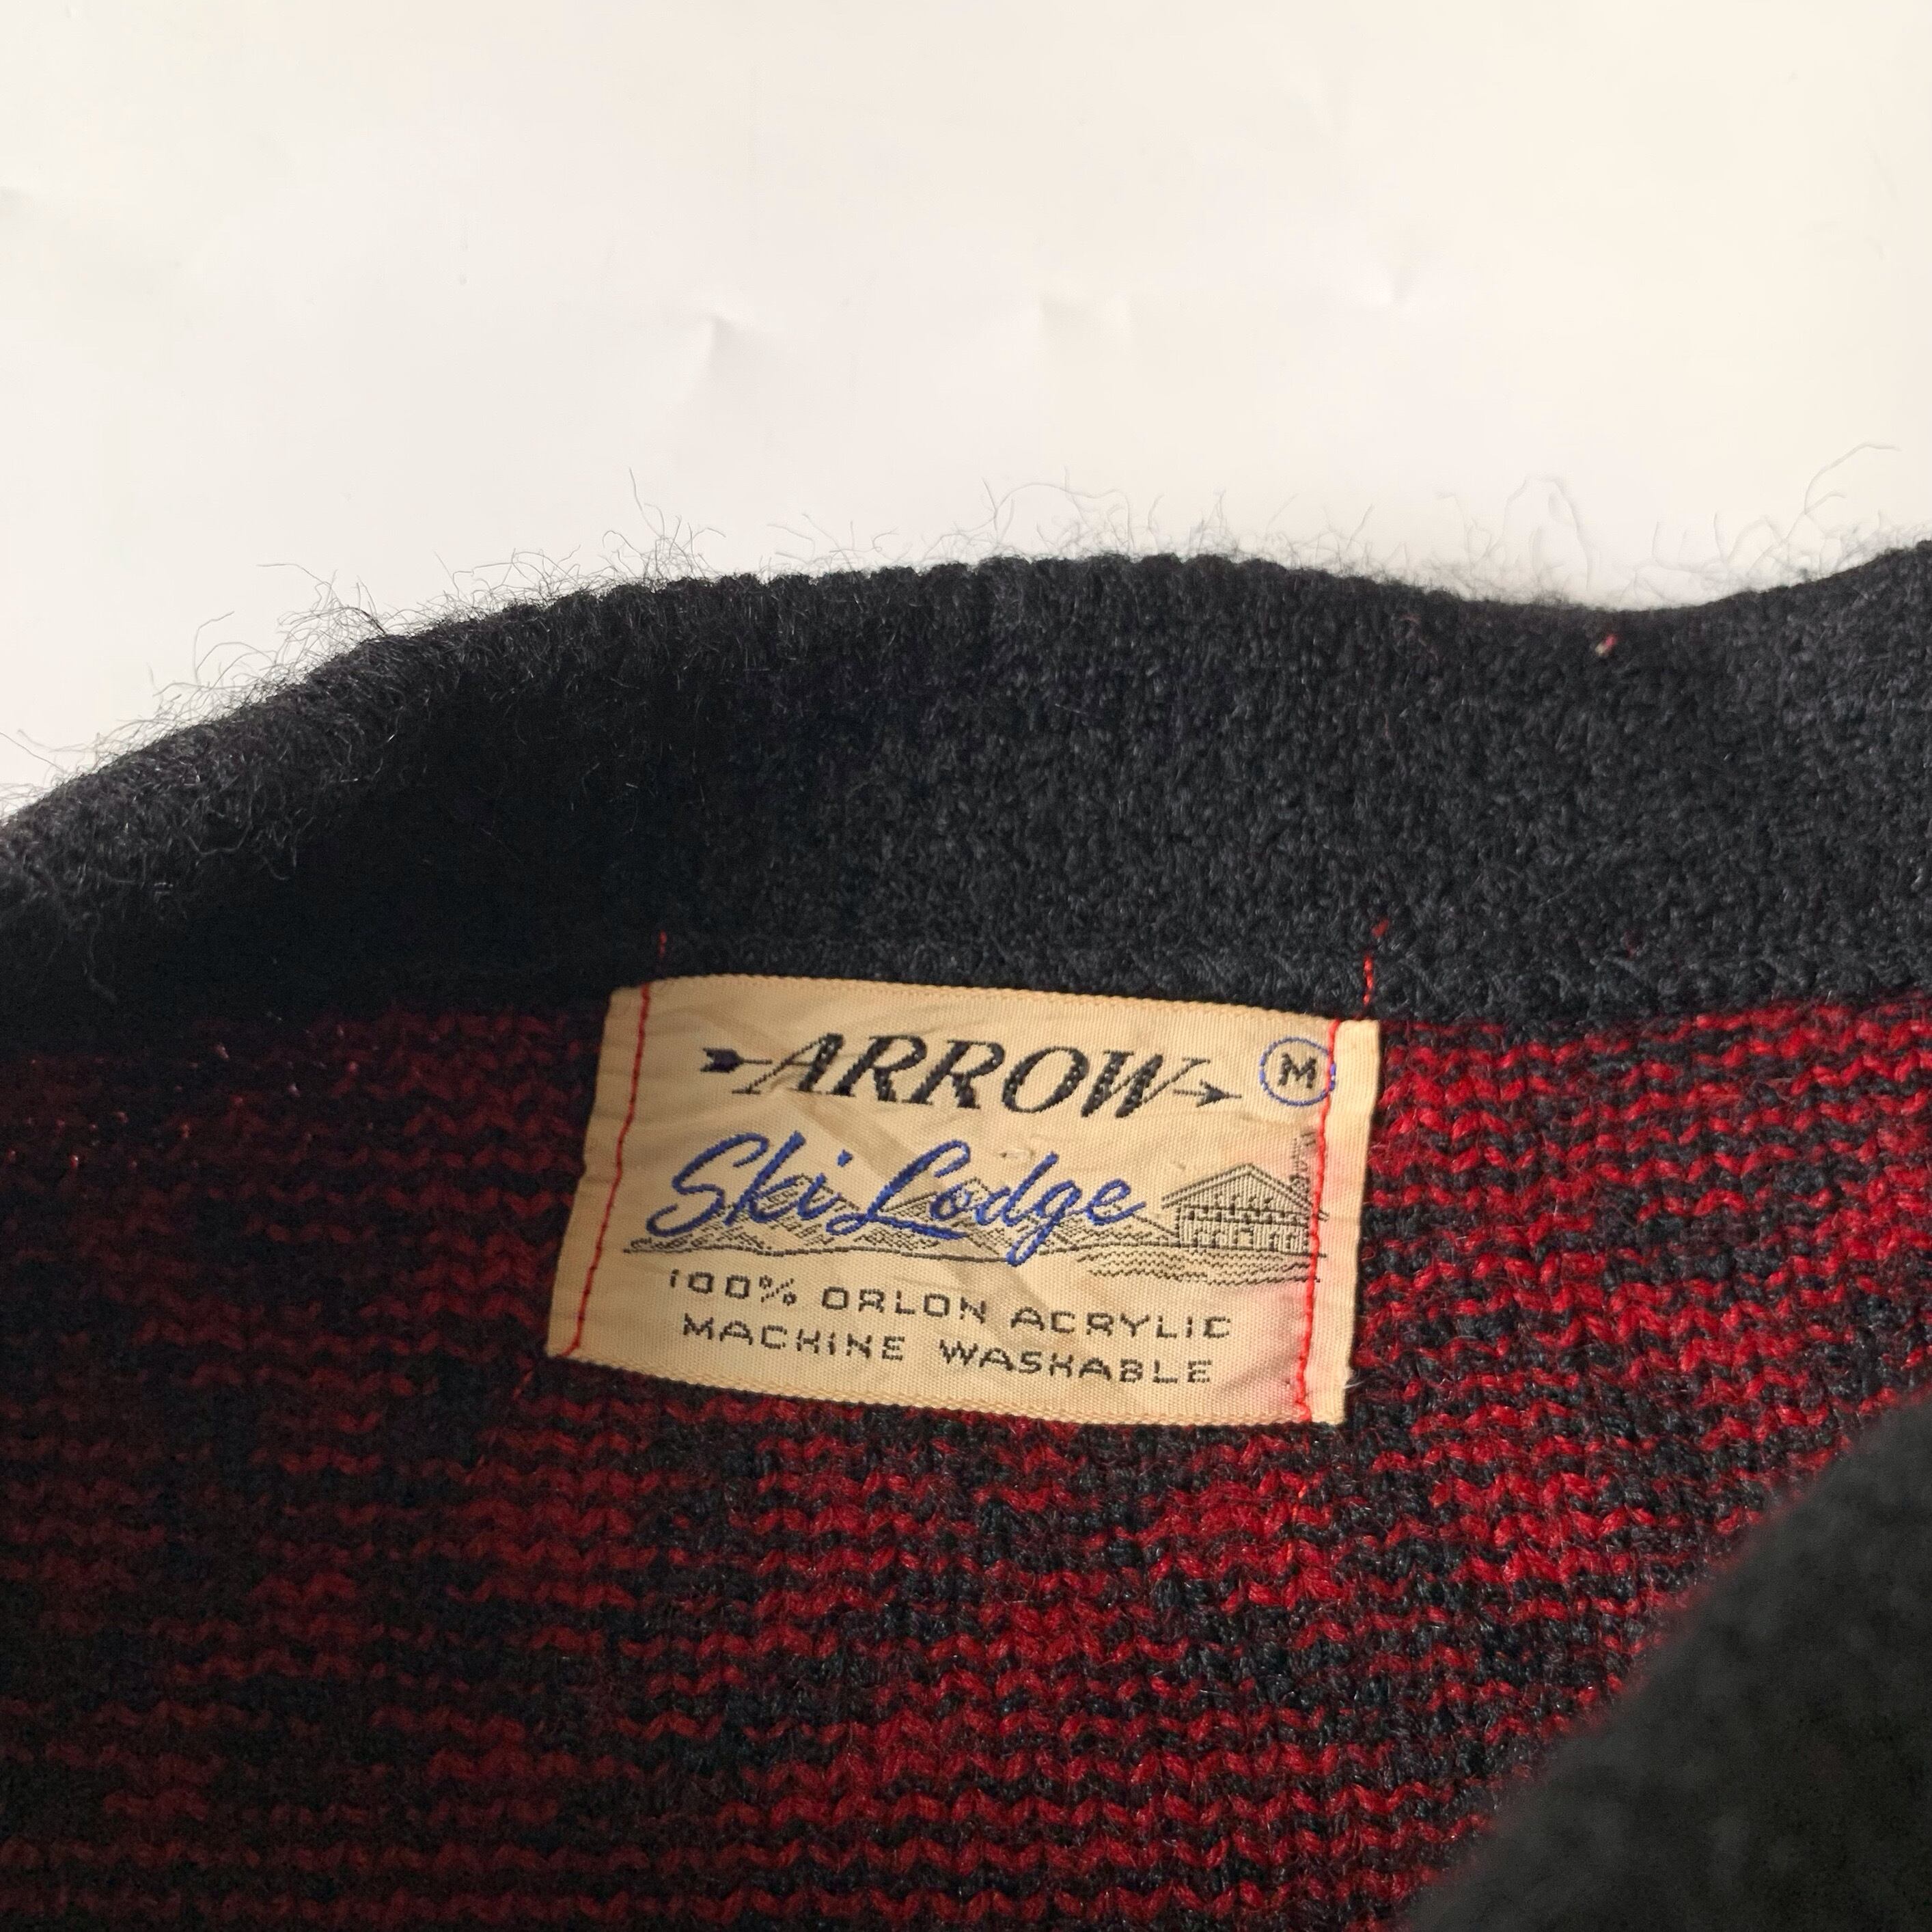 ARROW M
Ski Lodge
100% ORLON ACRYLIC
MACHINE WASHABLE